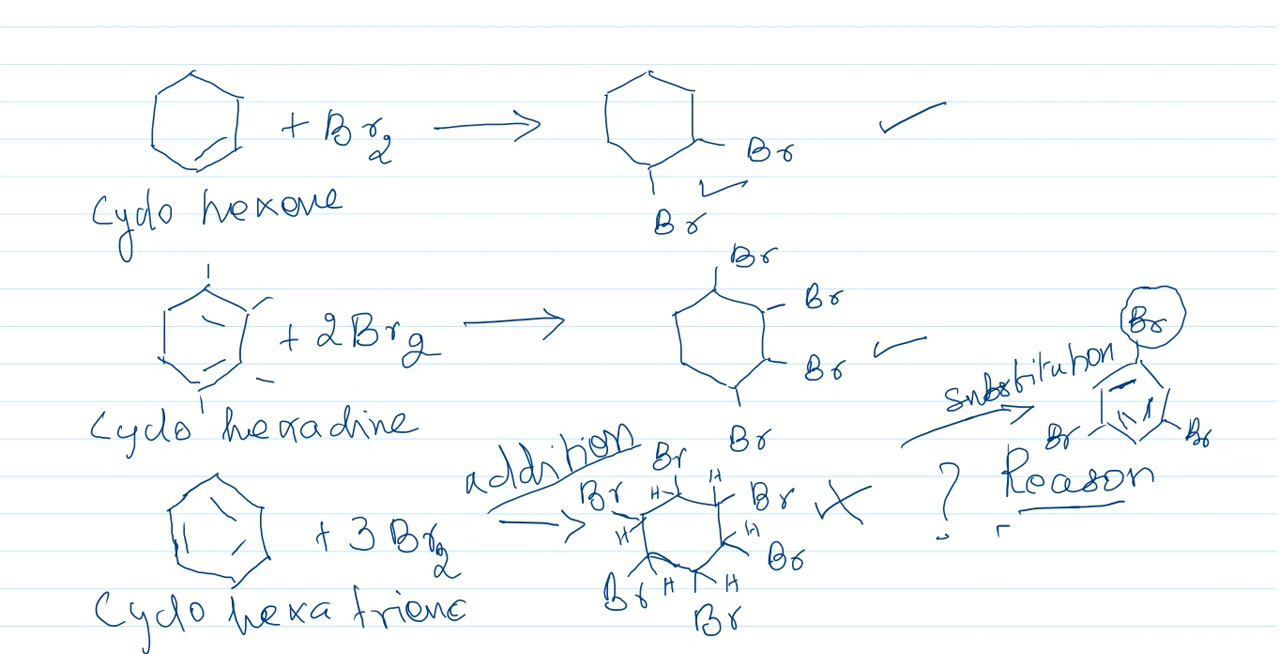 + Br2
Br
Br
Cyclo hexene
Br
Br
+ 2Br2
Br
Br
Cyclo hexadine
substitution
Br
Br
Br
addition
Br
Br
H
H
Br
H
H
Br
Br
H
H
Br
+ 3 Br2
? Reason
Cyclo hexa triene